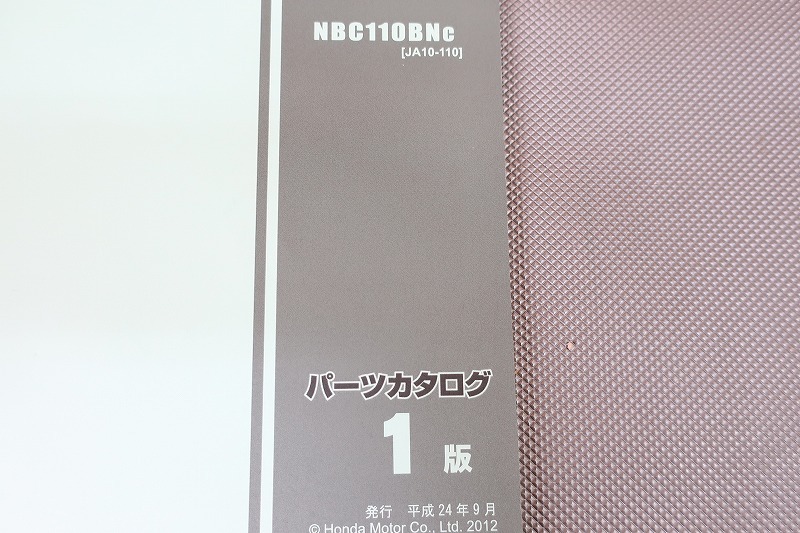 NBC110BNc
[JA10-110]
パーツカタログ
1版
発行 平成24年9月
© Honda Motor Co., Ltd. 2012